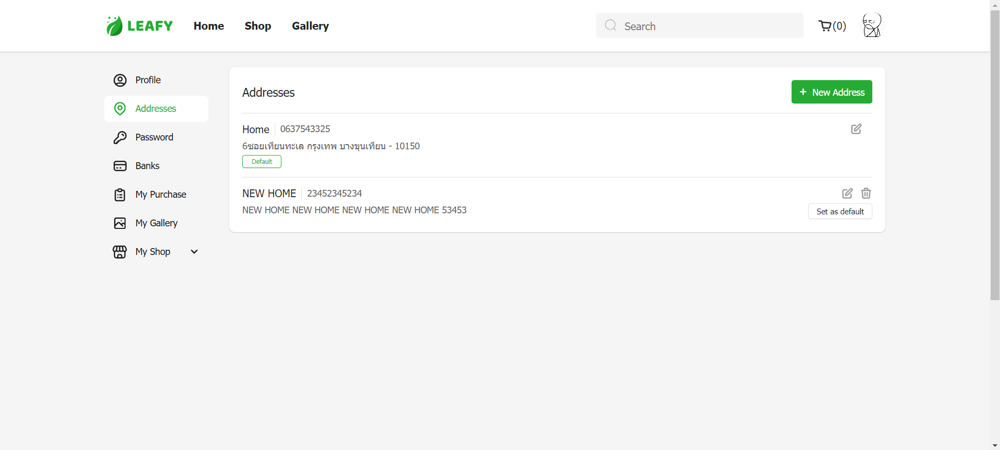 LEAFY Home Shop Gallery Search (0)
Profile
Addresses
Password
Banks
My Purchase
My Gallery
My Shop
Addresses
+ New Address
Home 0637543325
6ซอยเทียนทะเล กรุงเทพ บางขุนเทียน - 10150
Default
NEW HOME 23452345234
NEW HOME NEW HOME NEW HOME NEW HOME 53453
Set as default